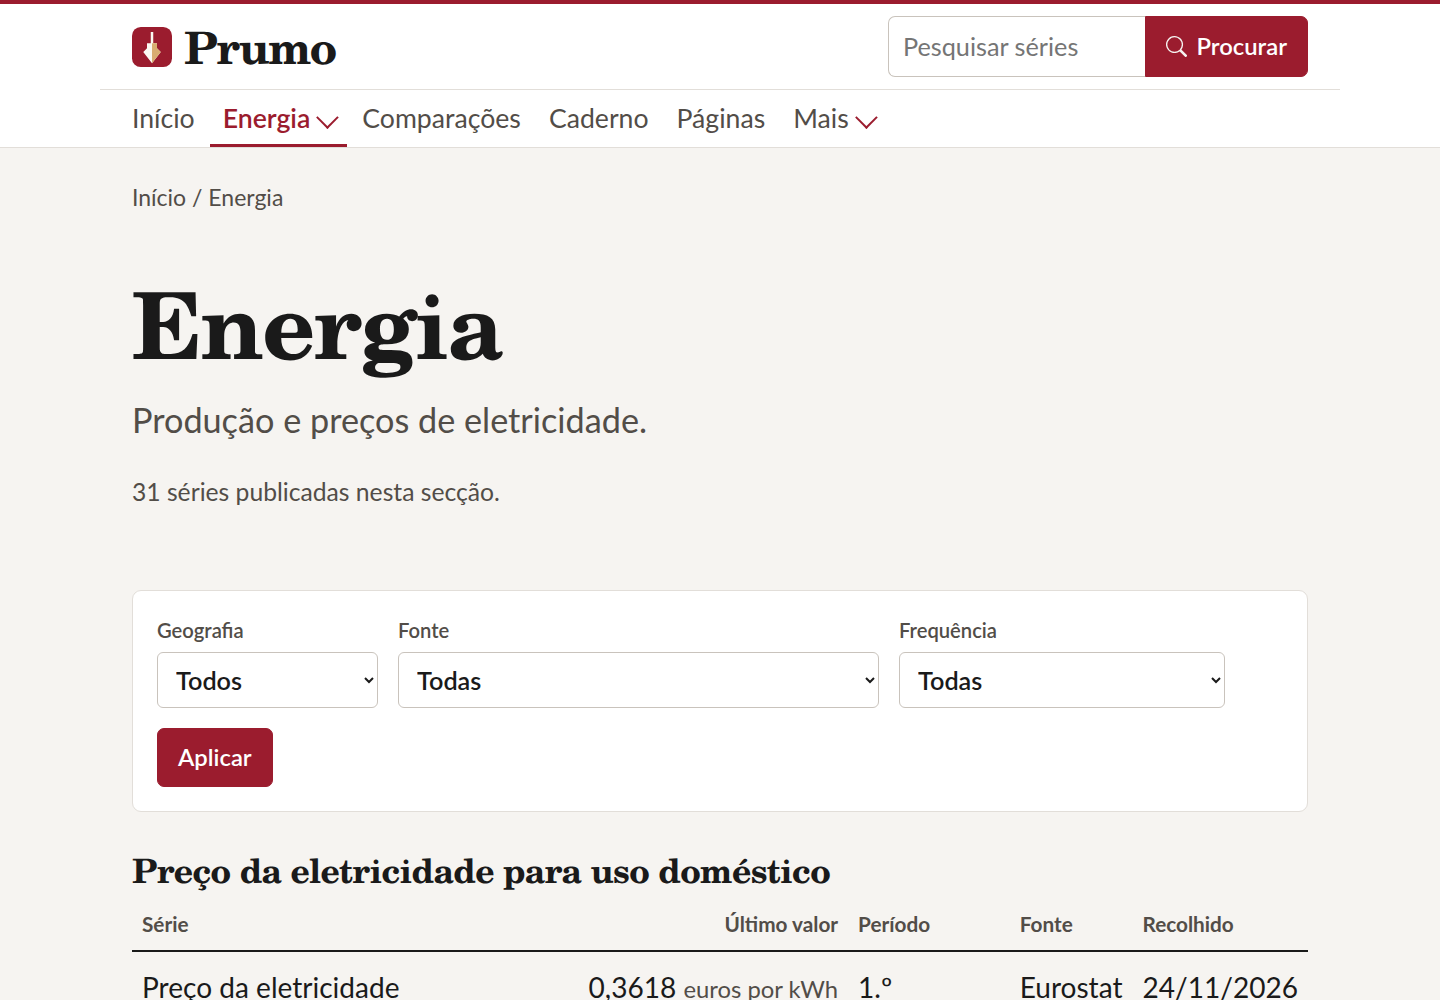 Prumo
Pesquisar séries
Procurar
Início Energia Comparações Caderno Páginas Mais
Início / Energia
Energia
Produção e preços de eletricidade.
31 séries publicadas nesta secção.
Geografia Fonte Frequência
Todos Todas Todas
Aplicar
Preço da eletricidade para uso doméstico
Série Último valor Período Fonte Recolhido
Preço da eletricidade 0,3618 euros por kWh 1.º Eurostat 24/11/2026